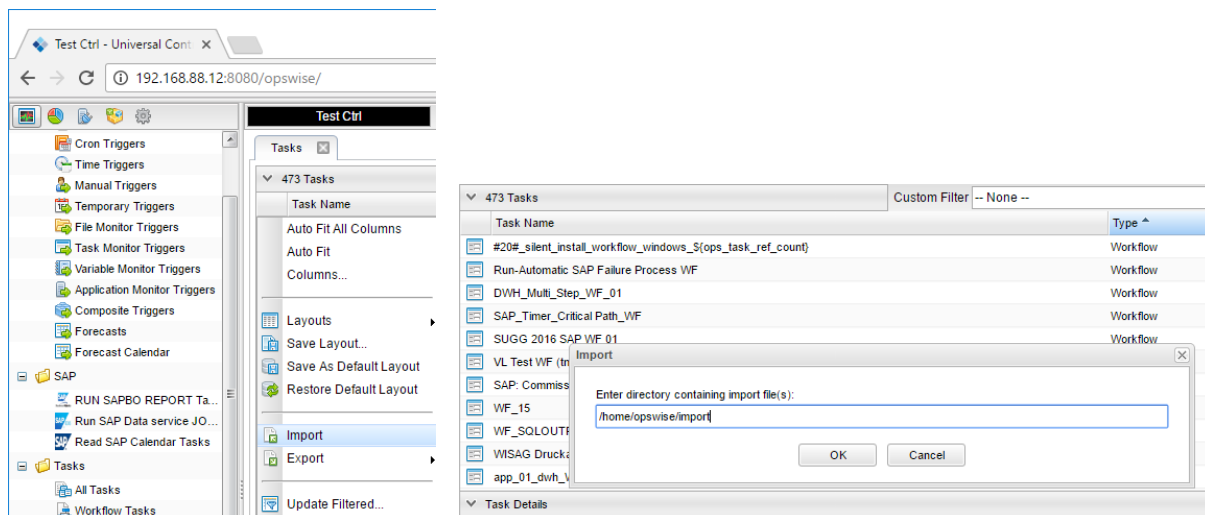 Test Ctrl - Universal Cont
192.168.88.12:8080/opswise/
Test Ctrl
Cron Triggers
Time Triggers
Manual Triggers
Temporary Triggers
File Monitor Triggers
Task Monitor Triggers
Variable Monitor Triggers
Application Monitor Triggers
Composite Triggers
Forecasts
Forecast Calendar
SAP
RUN SAPBO REPORT Ta...
Run SAP Data service JO...
Read SAP Calendar Tasks
Tasks
All Tasks
Workflow Tasks
Tasks
473 Tasks
Task Name
Auto Fit All Columns
Auto Fit
Columns...
Layouts
Save Layout...
Save As Default Layout
Restore Default Layout
Import
Export
Update Filtered...
473 Tasks
Custom Filter -- None --
Task Name Type
#20#_silent_install_workflow_windows_${ops_task_ref_count} Workflow
Run-Automatic SAP Failure Process WF Workflow
DWH_Multi_Step_WF_01 Workflow
SAP_Timer_Critical Path_WF Workflow
SUGG 2016 SAP WF 01 Workflow
VL Test WF (tn
SAP: Commiss
WF_15
WF_SQLOUTF
WISAG Drucka
app_01_dwh_V
Import
Enter directory containing import file(s):
/home/opswise/import
OK Cancel
Task Details